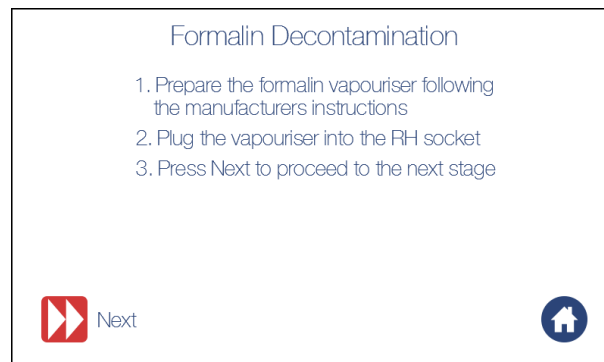 Formalin Decontamination
1. Prepare the formalin vapouriser following
the manufacturers instructions
2. Plug the vapouriser into the RH socket
3. Press Next to proceed to the next stage
Next